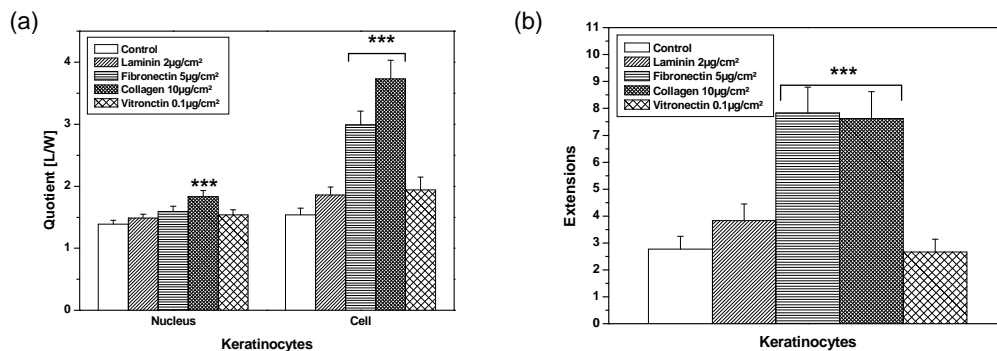 (a)
Control
Laminin 2µg/cm²
Fibronectin 5µg/cm²
Collagen 10µg/cm²
Vitronctin 0.1µg/cm²
***
***
4
3
2
1
0
Quotient [L/W]
Nucleus
Cell
Keratinocytes
(b)
Control
Laminin 2µg/cm²
Fibronectin 5µg/cm²
Collagen 10µg/cm²
Vitronectin 0.1µg/cm²
***
11
10
9
8
7
6
5
4
3
2
1
0
Extensions
Keratinocytes